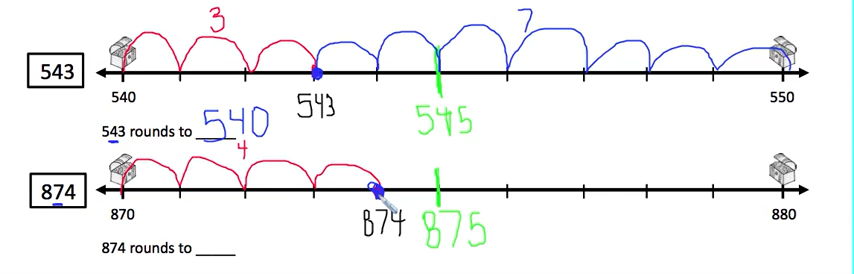 3 7
543
540 543 545 550
543 rounds to 540
4
874
870 874 875 880
874 rounds to _____